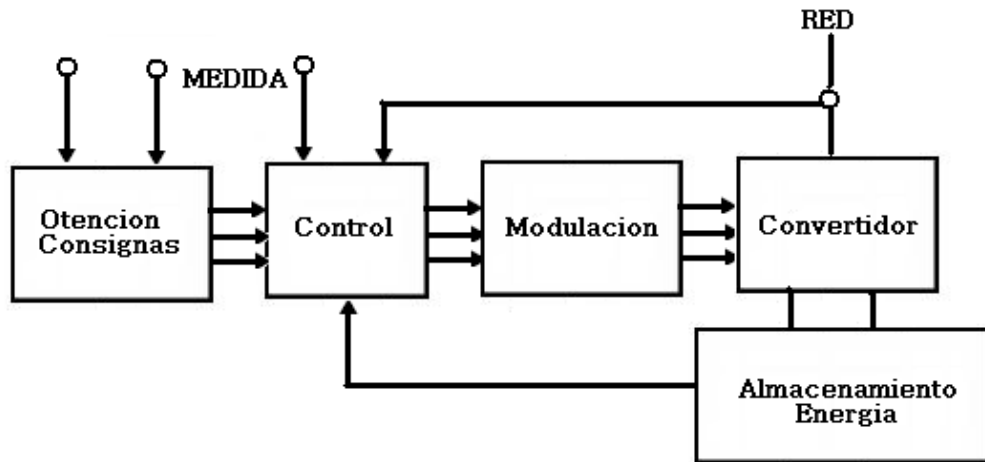 RED
MEDIDA
Otencion
Consignas
Control
Modulacion
Convertidor
Almacenamiento
Energia